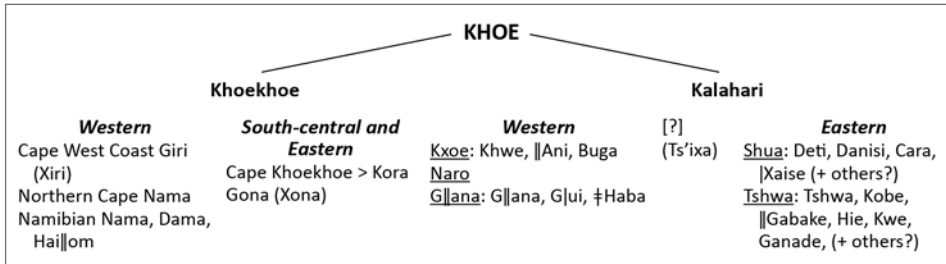 KHOE
Khoekhoe
Kalahari
Western
Cape West Coast Giri
(Xiri)
Northern Cape Nama
Namibian Nama, Dama,
Haiǁom
South-central and
Eastern
Cape Khoekhoe > Kora
Gona (Xona)
Western
Kxoe: Khwe, ǁAni, Buga
Naro
Gǁana: Gǁana, Gǀui, ǂHaba
[?]
(Ts'ixa)
Eastern
Shua: Deti, Danisi, Cara,
ǀXaise (+ others?)
Tshwa: Tshwa, Kobe,
ǁGabake, Hie, Kwe,
Ganade, (+ others?)